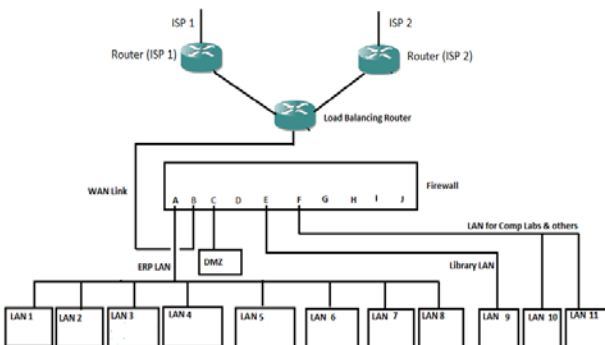 ISP 1
ISP 2
Router (ISP 1)
Router (ISP 2)
Load Balancing Router
WAN Link
Firewall
A B C D E F G H I J
LAN for Comp Labs & others
ERP LAN
DMZ
Library LAN
LAN 1 LAN 2 LAN 3 LAN 4 LAN 5 LAN 6 LAN 7 LAN 8 LAN 9 LAN 10 LAN 11